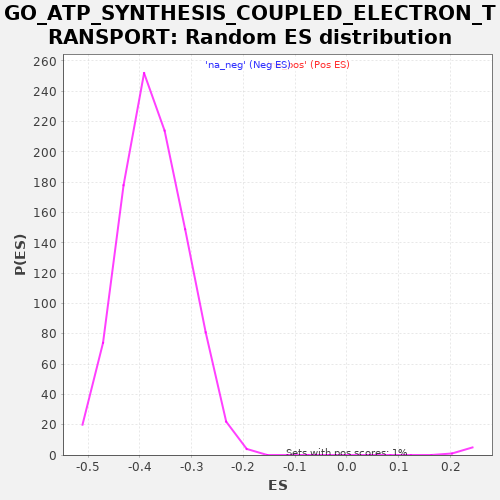 GO_ATP_SYNTHESIS_COUPLED_ELECTRON_T
RANSPORT: Random ES distribution
'na_neg' (Neg ES)
pos' (Pos ES)
260
240
220
200
180
160
140
120
100
80
60
40
20
0
P(ES)
Sets with pos scores: 1%
-0.5 -0.4 -0.3 -0.2 -0.1 0.0 0.1 0.2
ES